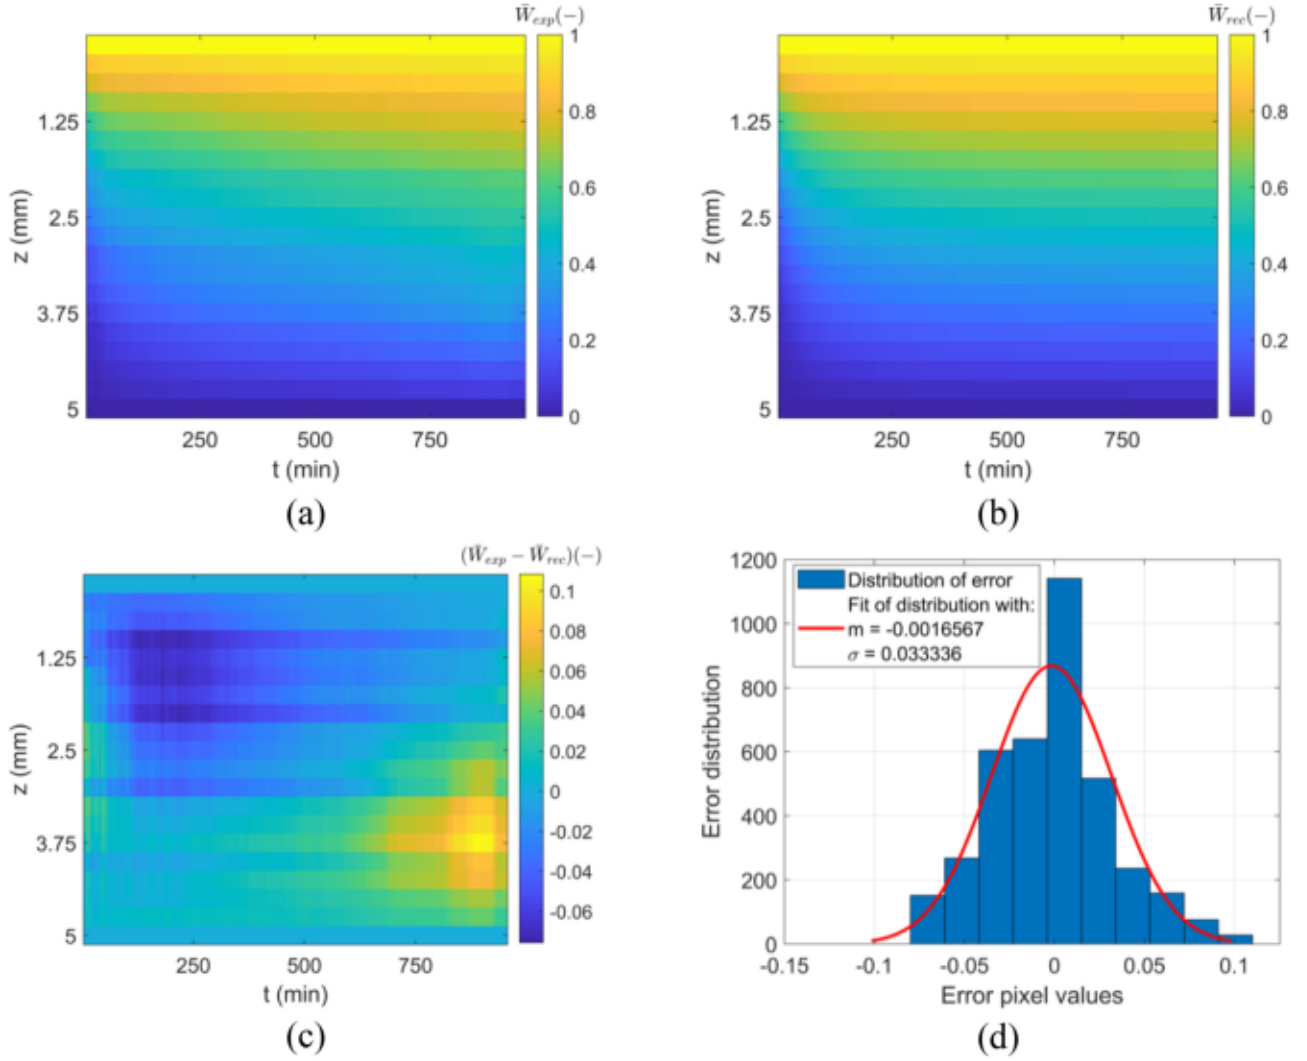 W̄exp(−)
1
0.8
0.6
0.4
0.2
0
1.25
2.5
3.75
5
z (mm)
250 500 750
t (min)
(a)
W̄rec(−)
1
0.8
0.6
0.4
0.2
0
1.25
2.5
3.75
5
z (mm)
250 500 750
t (min)
(b)
(W̄exp − W̄rec)(−)
0.1
0.08
0.06
0.04
0.02
0
-0.02
-0.04
-0.06
1.25
2.5
3.75
5
z (mm)
250 500 750
t (min)
(c)
1200
1000
800
600
400
200
0
Error distribution
Distribution of error
Fit of distribution with:
m = -0.0016567
σ = 0.033336
-0.15 -0.1 -0.05 0 0.05 0.1
Error pixel values
(d)